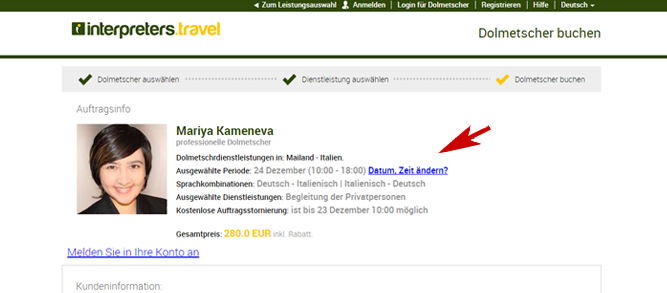 Zum Leistungsauswahl Anmelden | Login für Dolmetscher | Registrieren | Hilfe | Deutsch
interpreters.travel
Dolmetscher buchen
Dolmetscher auswählen Dienstleistung auswählen Dolmetscher buchen
Auftragsinfo
Mariya Kameneva
professionelle Dolmetscher
Dolmetschdienstleistungen in: Mailand - Italien.
Ausgewählte Periode: 24 Dezember (10:00 - 18:00) Datum, Zeit ändern?
Sprachkombinationen: Deutsch - Italienisch | Italienisch - Deutsch
Ausgewählte Dienstleistungen: Begleitung der Privatpersonen
Kostenlose Auftragsstornierung: ist bis 23 Dezember 10:00 möglich
Gesamtpreis: 280.0 EUR inkl. Rabatt.
Melden Sie in Ihre Konto an
Kundeninformation: